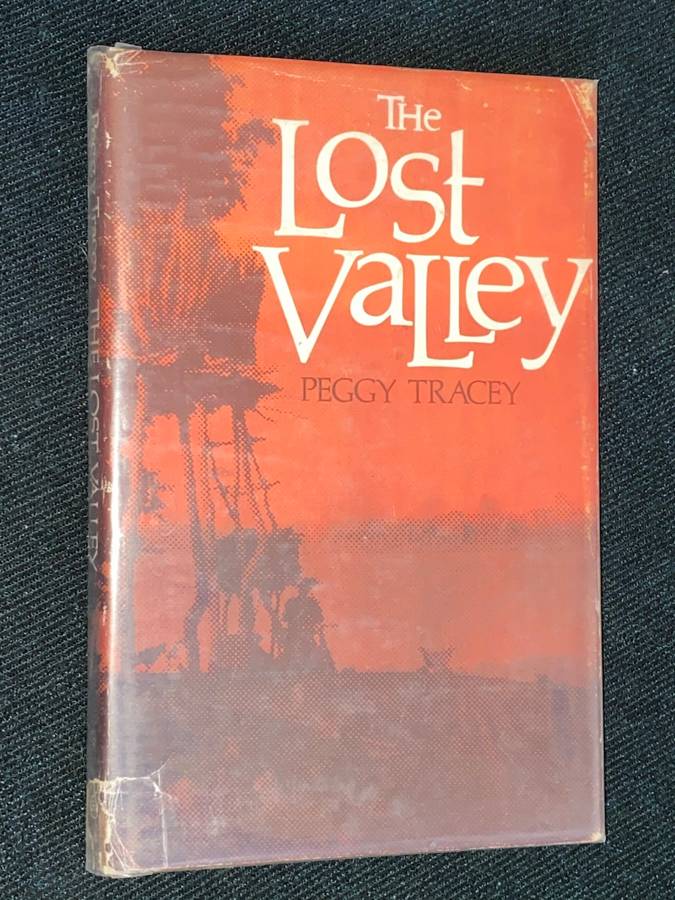 THE
LOST
VALLEY
PEGGY TRACEY
Peggy Tracey THE LOST VALLEY